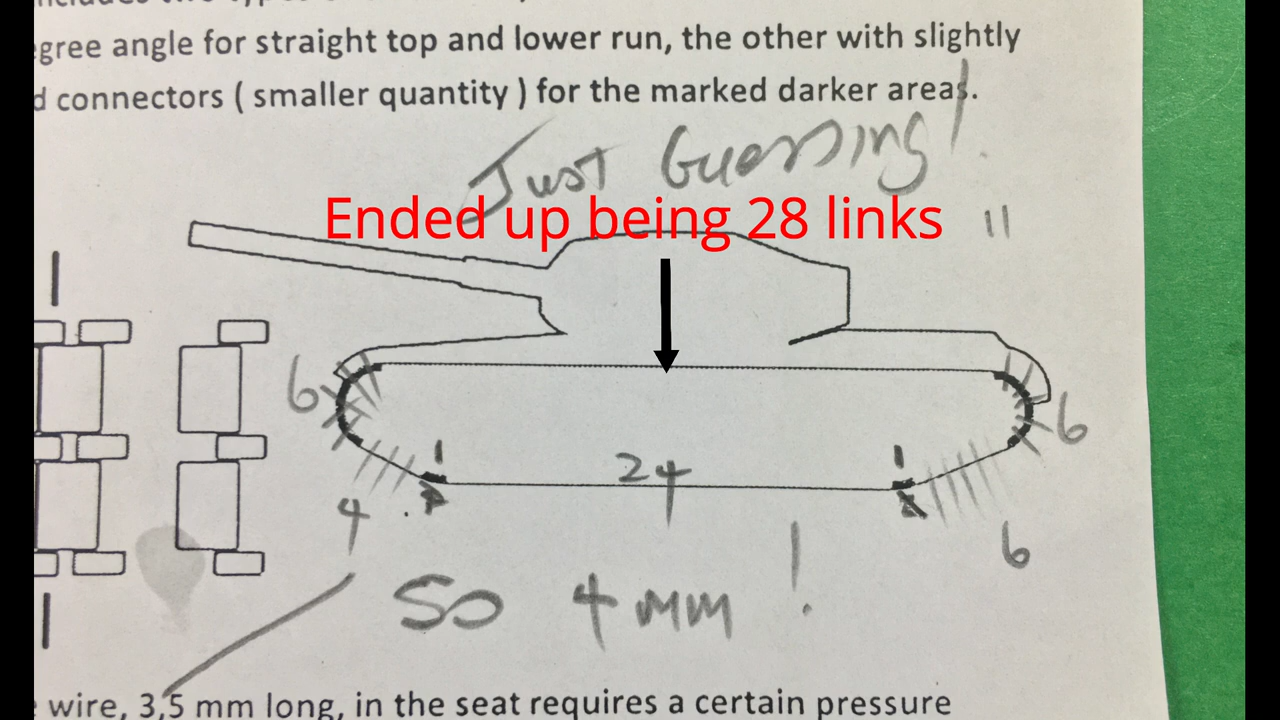 egree angle for straight top and lower run, the other with slightly
d connectors ( smaller quantity ) for the marked darker areas.
Just Guessing!
Ended up being 28 links
11
6
6
1
24
1
4
6
So 4 mm !
wire, 3,5 mm long, in the seat requires a certain pressure